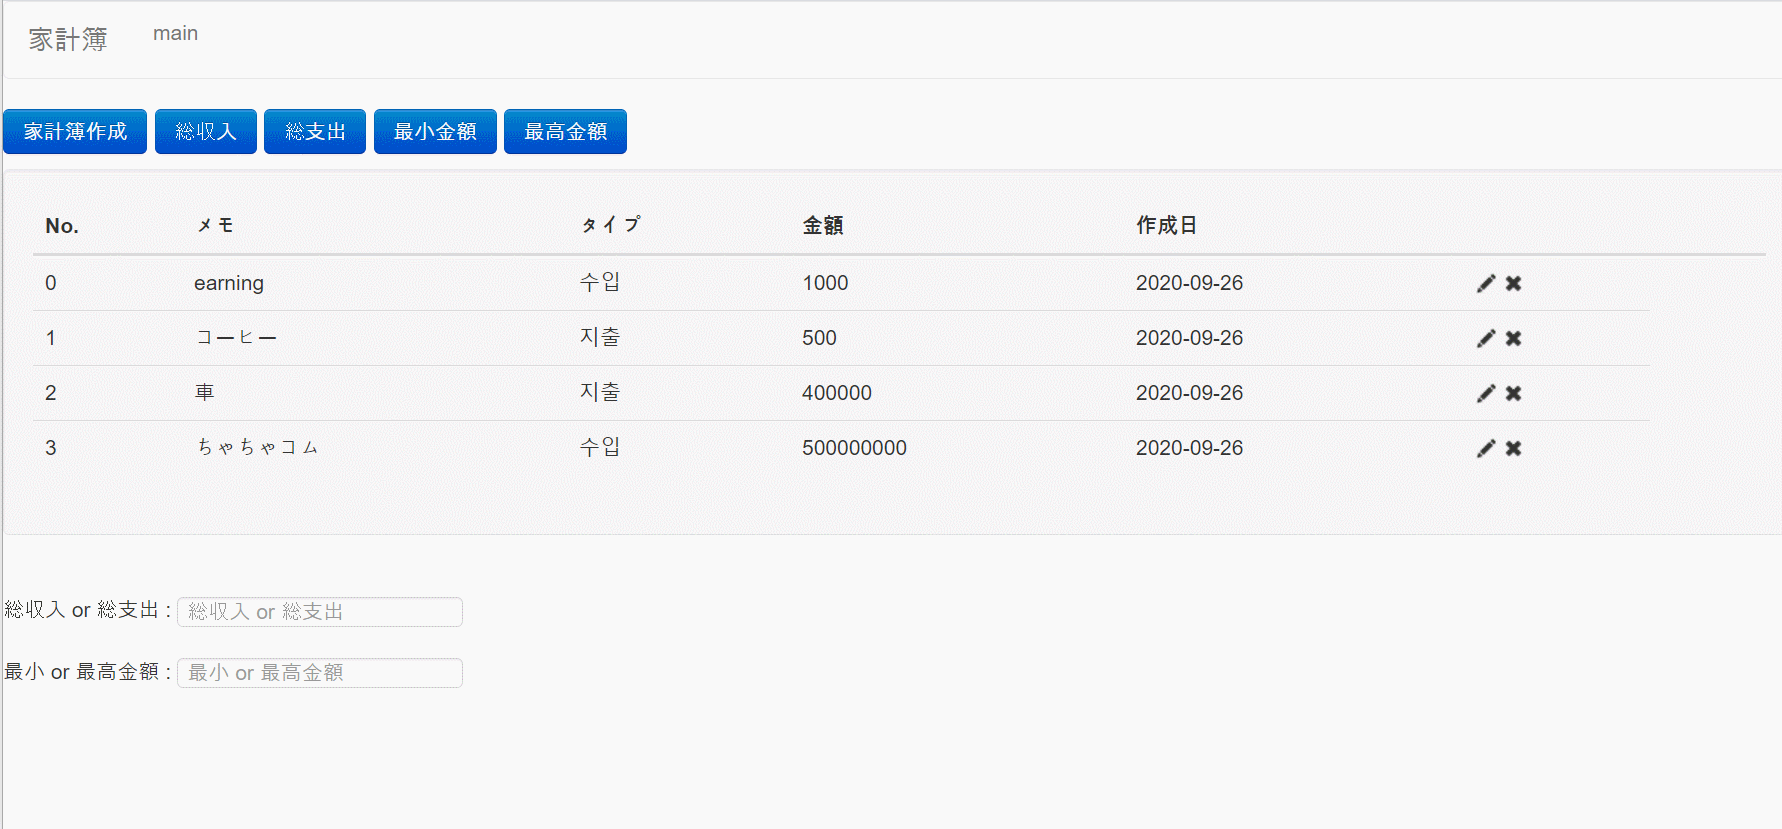 家計簿 main
家計簿作成 総収入 総支出 最小金額 最高金額
No. メモ タイプ 金額 作成日
0 earning 수입 1000 2020-09-26
1 コーヒー 지출 500 2020-09-26
2 車 지출 400000 2020-09-26
3 ちゃちゃコム 수입 500000000 2020-09-26
総収入 or 総支出 : 総収入 or 総支出
最小 or 最高金額 : 最小 or 最高金額